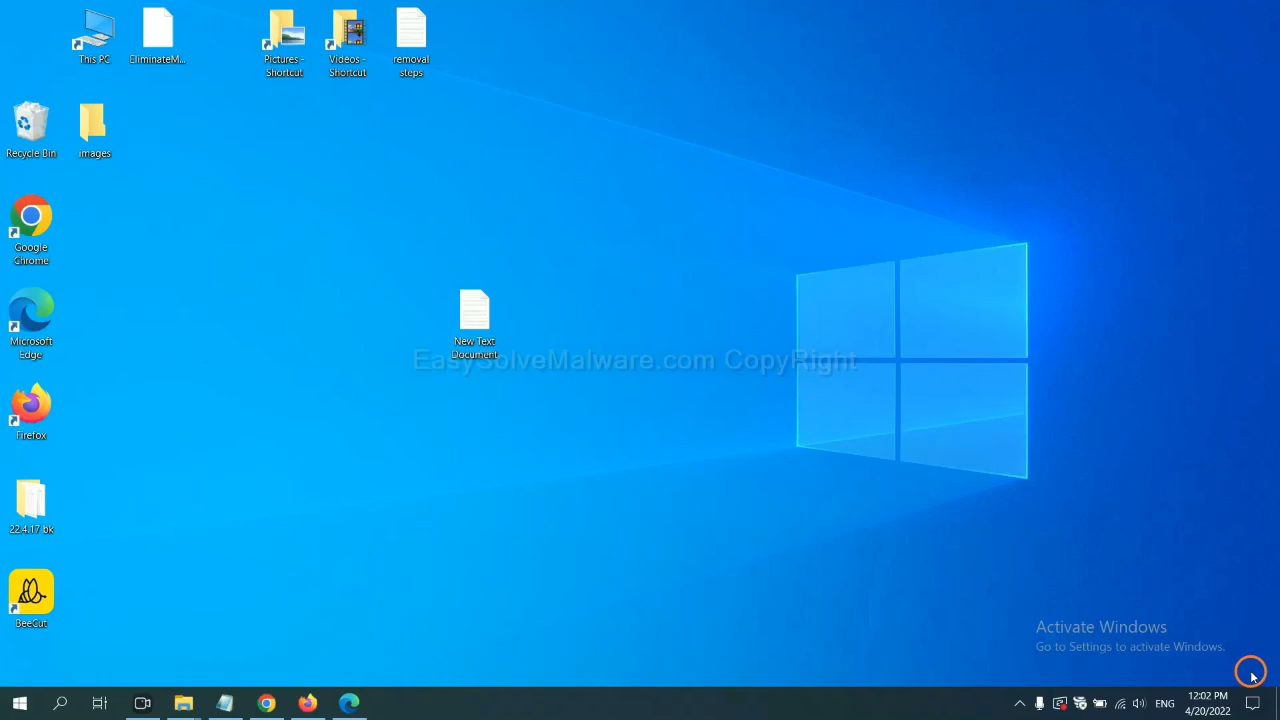 This PC
EliminateM...
Pictures -
Shortcut
Videos -
Shortcut
removal
steps
Recycle Bin
images
Google
Chrome
Microsoft
Edge
New Text
Document
EasySolveMalware.com CopyRight
Firefox
22.4.17 bk
BeeCut
Activate Windows
Go to Settings to activate Windows.
ENG
12:02 PM
4/20/2022